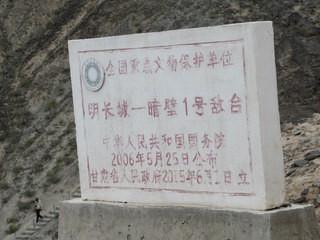 全国重点文物保护单位
明长城—暗壁1号敌台
中华人民共和国国务院
2006年5月25日公布
甘肃省人民政府2015年6月1日立